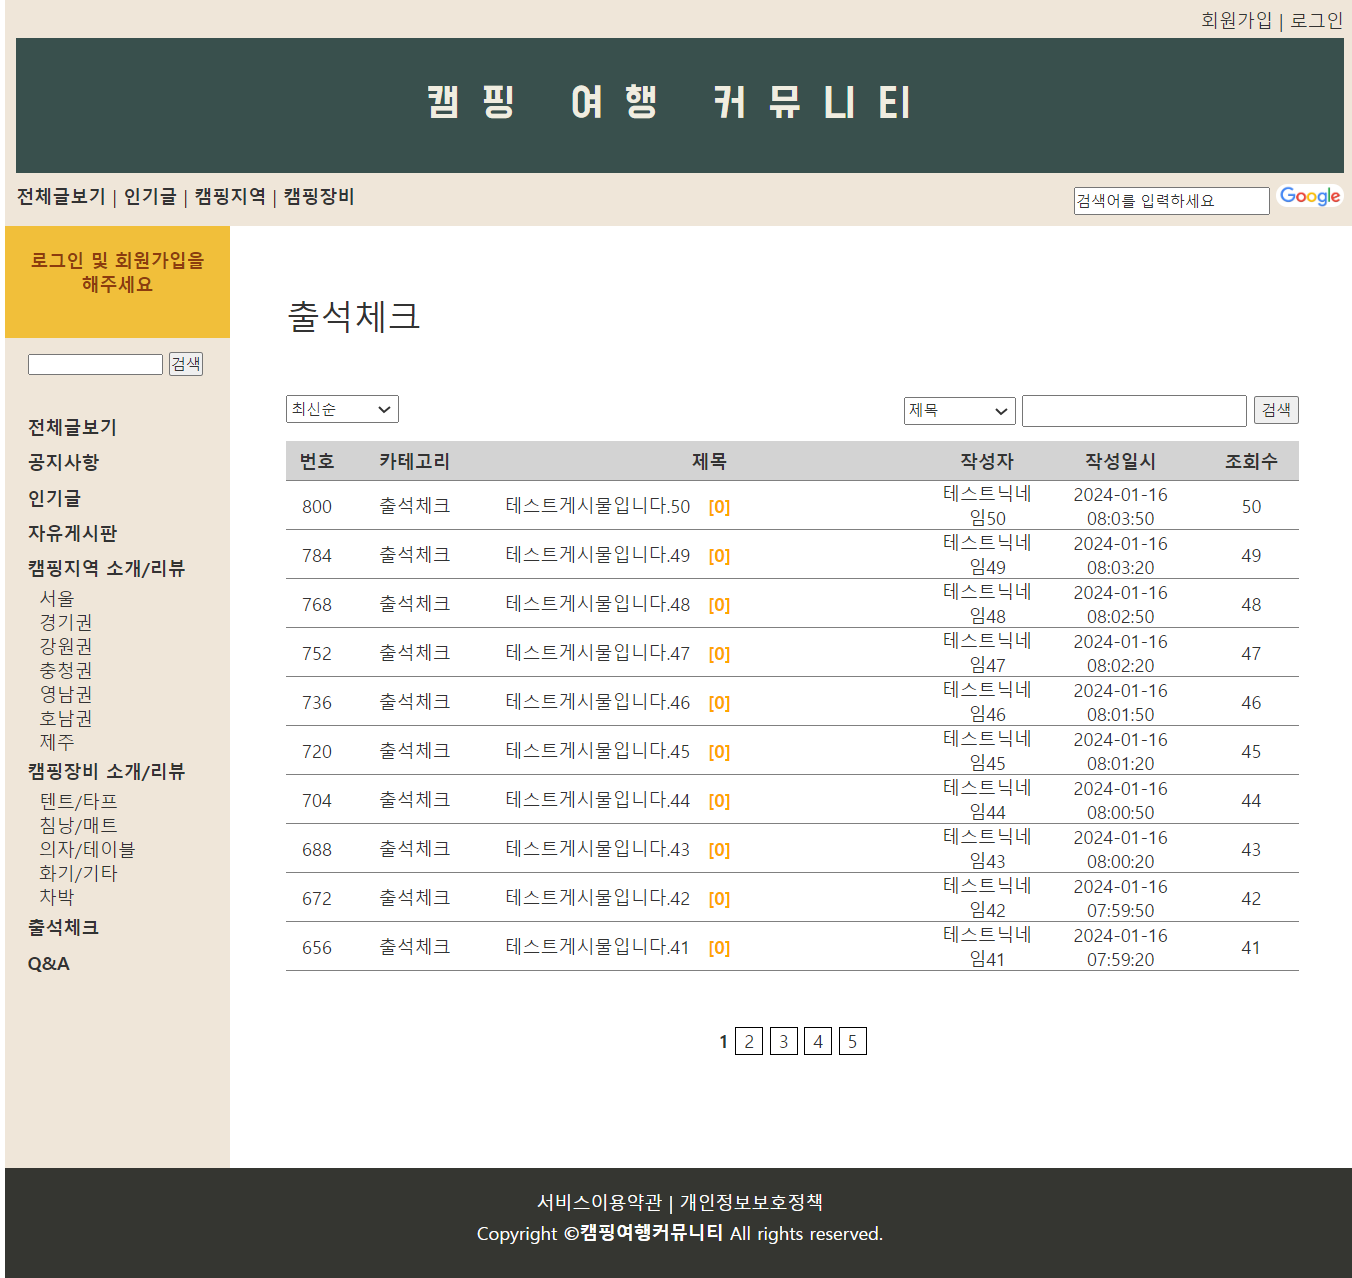 회원가입 | 로그인
캠핑 여행 커뮤니티
전체글보기 | 인기글 | 캠핑지역 | 캠핑장비
검색어를 입력하세요 Google
로그인 및 회원가입을
해주세요
검색
전체글보기
공지사항
인기글
자유게시판
캠핑지역 소개/리뷰
서울
경기권
강원권
충청권
영남권
호남권
제주
캠핑장비 소개/리뷰
텐트/타프
침낭/매트
의자/테이블
화기/기타
차박
출석체크
Q&A
출석체크
최신순 제목 검색
번호 카테고리 제목 작성자 작성일시 조회수
800 출석체크 테스트게시물입니다.50 [0] 테스트닉네임50 2024-01-16 08:03:50 50
784 출석체크 테스트게시물입니다.49 [0] 테스트닉네임49 2024-01-16 08:03:20 49
768 출석체크 테스트게시물입니다.48 [0] 테스트닉네임48 2024-01-16 08:02:50 48
752 출석체크 테스트게시물입니다.47 [0] 테스트닉네임47 2024-01-16 08:02:20 47
736 출석체크 테스트게시물입니다.46 [0] 테스트닉네임46 2024-01-16 08:01:50 46
720 출석체크 테스트게시물입니다.45 [0] 테스트닉네임45 2024-01-16 08:01:20 45
704 출석체크 테스트게시물입니다.44 [0] 테스트닉네임44 2024-01-16 08:00:50 44
688 출석체크 테스트게시물입니다.43 [0] 테스트닉네임43 2024-01-16 08:00:20 43
672 출석체크 테스트게시물입니다.42 [0] 테스트닉네임42 2024-01-16 07:59:50 42
656 출석체크 테스트게시물입니다.41 [0] 테스트닉네임41 2024-01-16 07:59:20 41
1 2 3 4 5
서비스이용약관 | 개인정보보호정책
Copyright ©캠핑여행커뮤니티 All rights reserved.